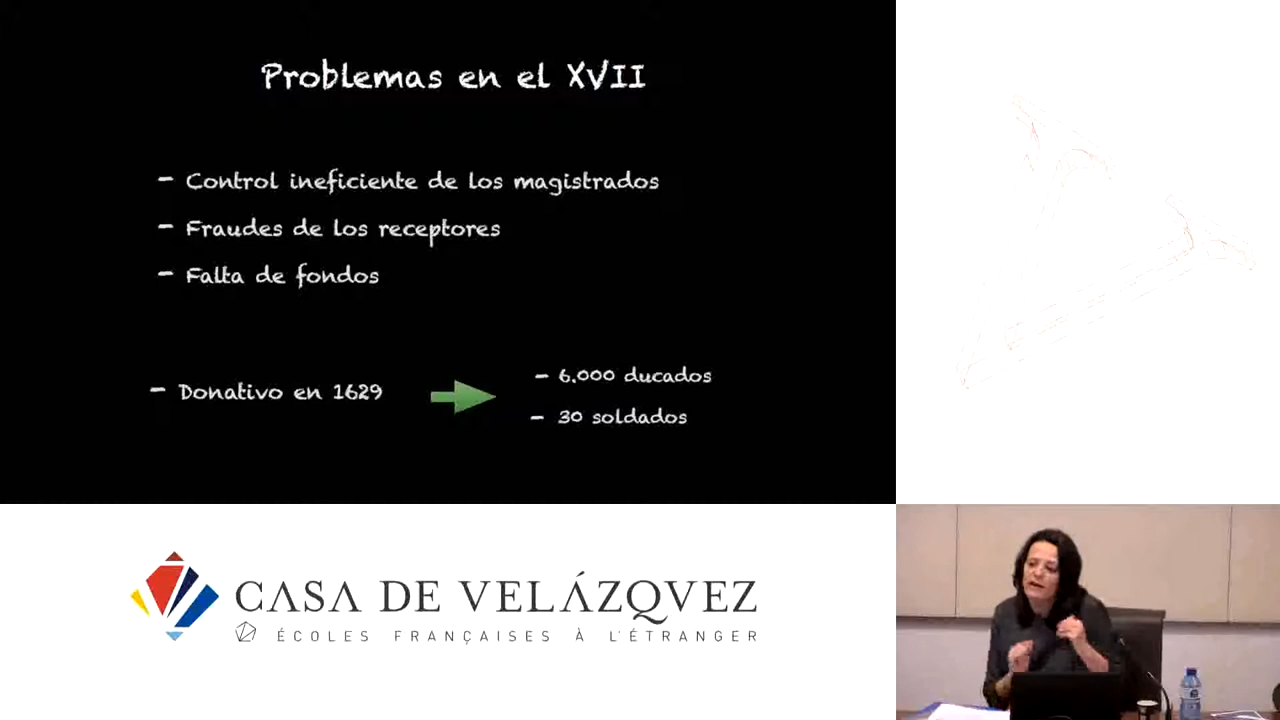 Problemas en el XVII
- Control ineficiente de los magistrados
- Fraudes de los receptores
- Falta de fondos
- Donativo en 1629
- 6.000 ducados
- 30 soldados
CASA DE VELÁZQVEZ
ÉCOLES FRANÇAISES À L'ÉTRANGER